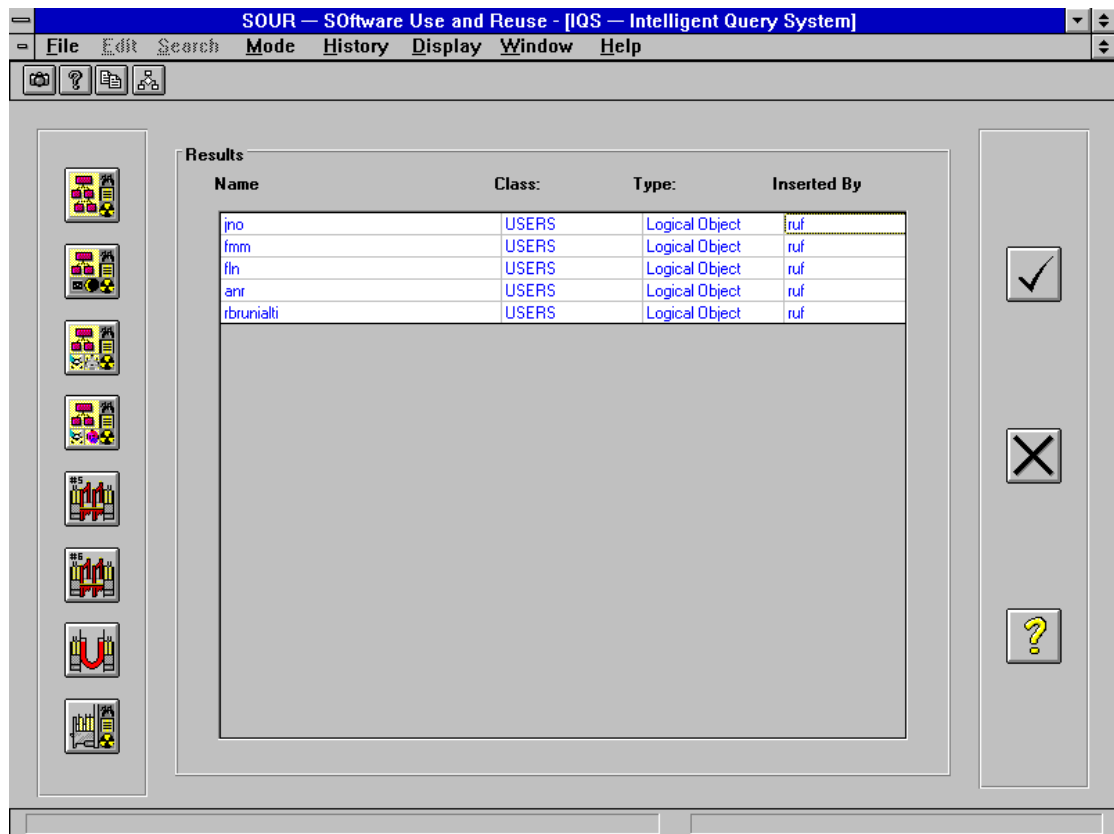 SOUR — SOftware Use and Reuse - [IQS — Intelligent Query System]
File Edit Search Mode History Display Window Help
Results
Name Class: Type: Inserted By
jno USERS Logical Object ruf
fmm USERS Logical Object ruf
fln USERS Logical Object ruf
anr USERS Logical Object ruf
rbrunialti USERS Logical Object ruf
#5
#6